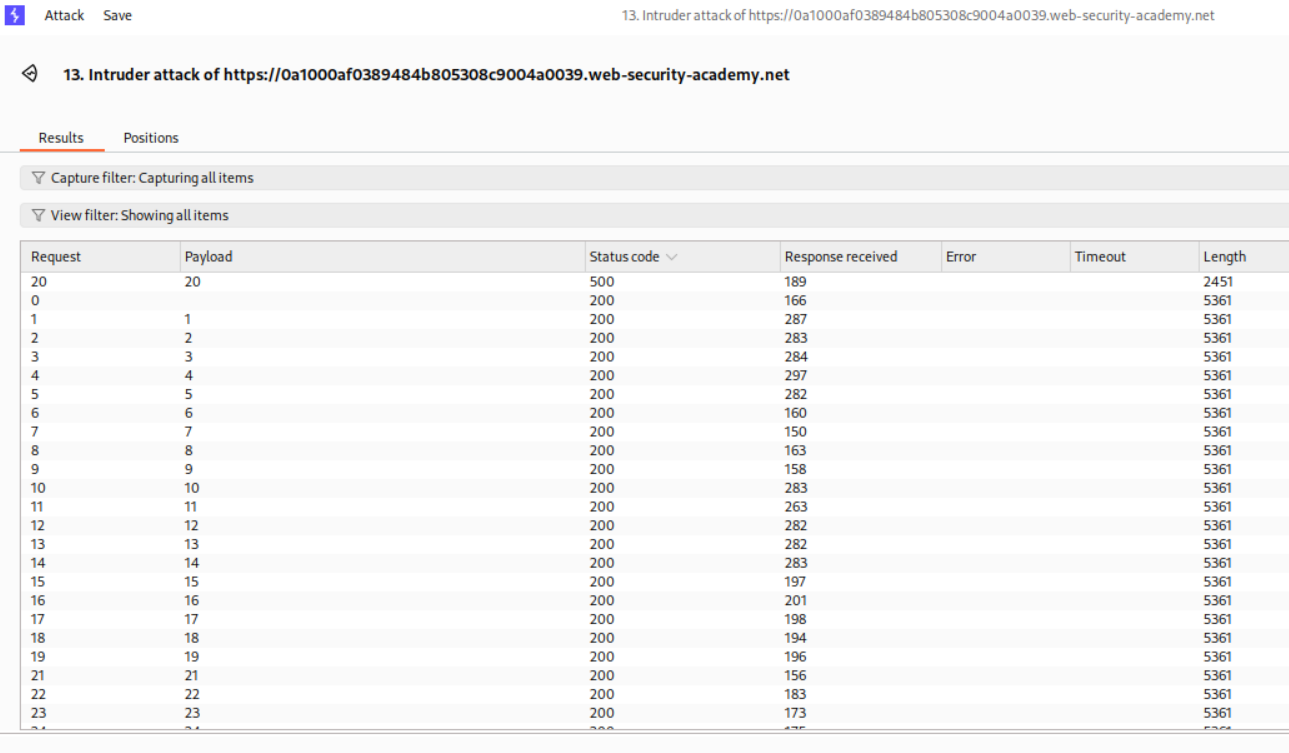 Attack Save 13. Intruder attack of https://0a1000af0389484b805308c9004a0039.web-security-academy.net
13. Intruder attack of https://0a1000af0389484b805308c9004a0039.web-security-academy.net
Results Positions
Capture filter: Capturing all items
View filter: Showing all items
Request Payload Status code Response received Error Timeout Length
20 20 500 189 2451
0 200 166 5361
1 1 200 287 5361
2 2 200 283 5361
3 3 200 284 5361
4 4 200 297 5361
5 5 200 282 5361
6 6 200 160 5361
7 7 200 150 5361
8 8 200 163 5361
9 9 200 158 5361
10 10 200 283 5361
11 11 200 263 5361
12 12 200 282 5361
13 13 200 282 5361
14 14 200 283 5361
15 15 200 197 5361
16 16 200 201 5361
17 17 200 198 5361
18 18 200 194 5361
19 19 200 196 5361
21 21 200 156 5361
22 22 200 183 5361
23 23 200 173 5361